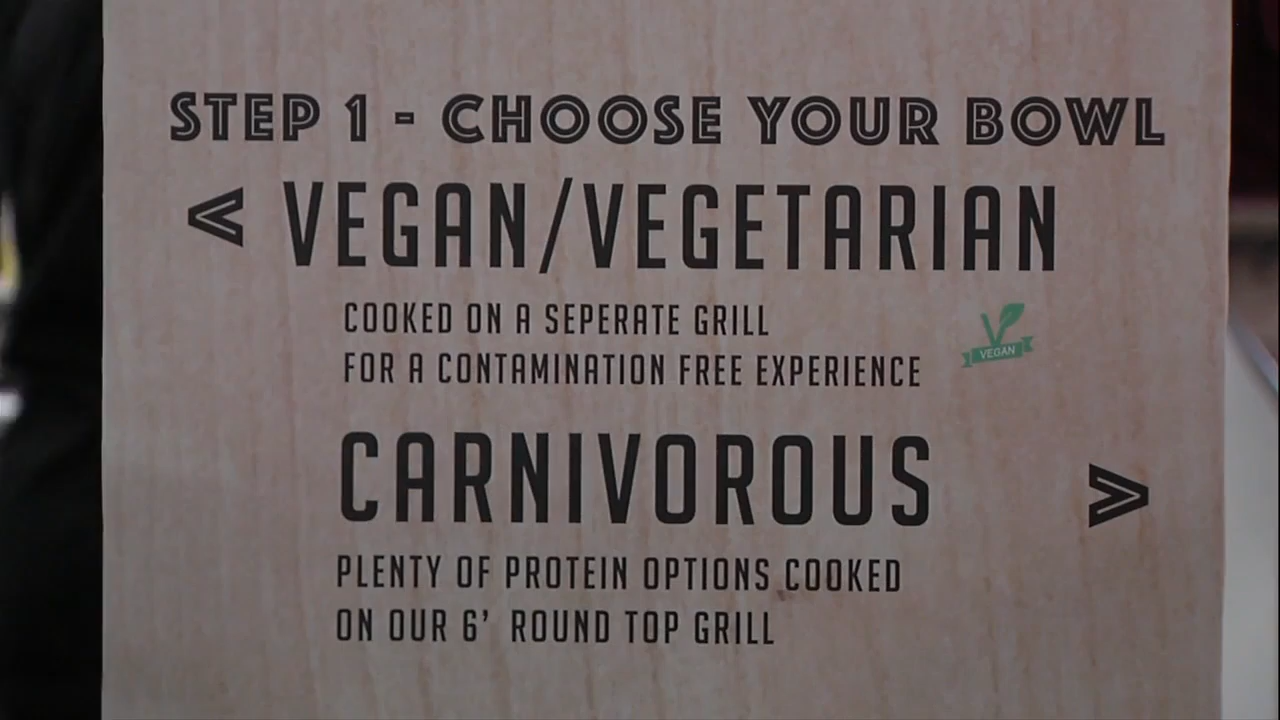 STEP 1 - CHOOSE YOUR BOWL
< VEGAN/VEGETARIAN
COOKED ON A SEPERATE GRILL
FOR A CONTAMINATION FREE EXPERIENCE
VEGAN
CARNIVOROUS >
PLENTY OF PROTEIN OPTIONS COOKED
ON OUR 6' ROUND TOP GRILL